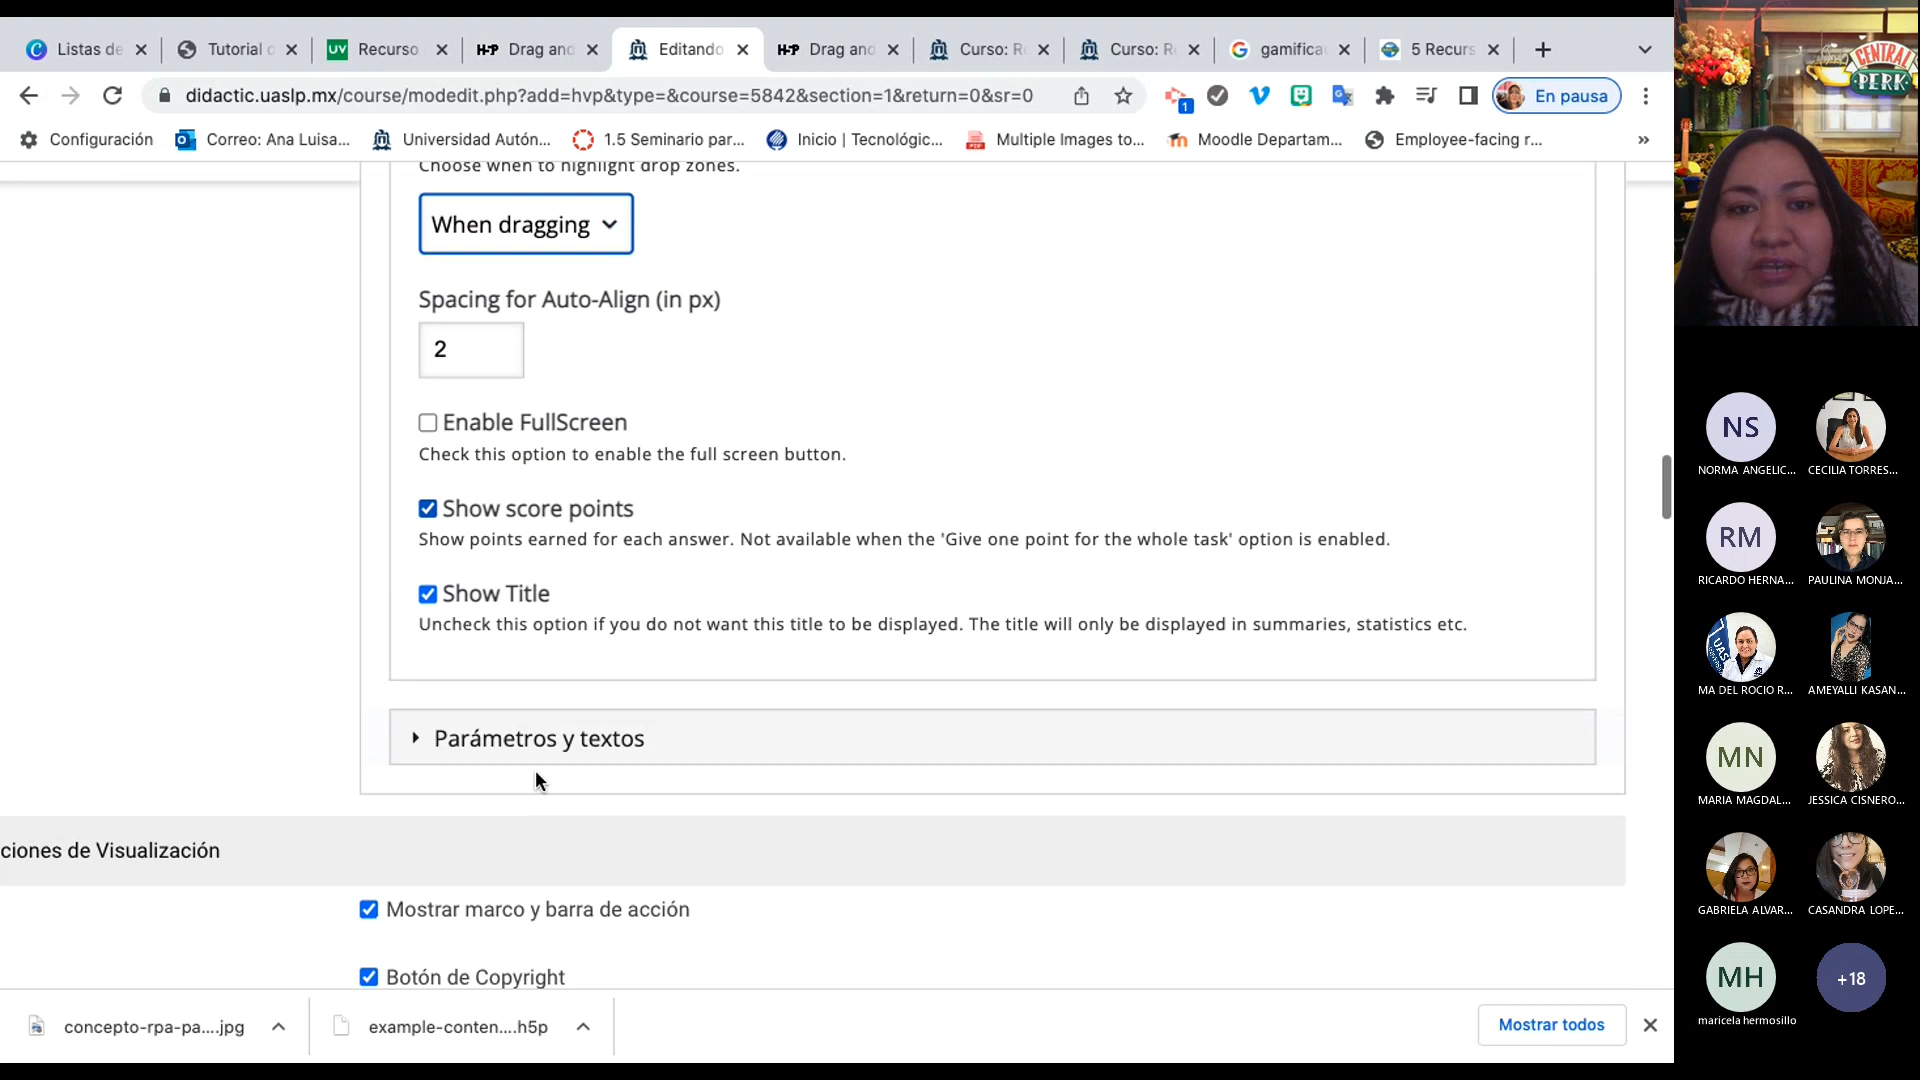 Listas de
Tutorial d
UV
Recurso
H-P
Drag and
Editando
H-P
Drag and
Curso: R
Curso: R
gamifica
5 Recurs
didactic.uaslp.mx/course/modedit.php?add=hvp&type=&course=5842&section=1&return=0&sr=0
1
En pausa
Configuración
Correo: Ana Luisa...
Universidad Autón...
1.5 Seminario par...
Inicio | Tecnológic...
Multiple Images to...
Moodle Departam...
Employee-facing r...
»
Choose when to highlight drop zones.
When dragging
Spacing for Auto-Align (in px)
2
Enable FullScreen
Check this option to enable the full screen button.
Show score points
Show points earned for each answer. Not available when the 'Give one point for the whole task' option is enabled.
Show Title
Uncheck this option if you do not want this title to be displayed. The title will only be displayed in summaries, statistics etc.
Parámetros y textos
ciones de Visualización
Mostrar marco y barra de acción
Botón de Copyright
concepto-rpa-pa....jpg
example-conten....h5p
Mostrar todos
CENTRAL
PERK
NS
NORMA ANGELIC...
CECILIA TORRES...
RM
RICARDO HERNA...
PAULINA MONJA...
MA DEL ROCIO R...
AMEYALLI KASAN...
MN
MARIA MAGDAL...
JESSICA CISNERO...
GABRIELA ALVAR...
CASANDRA LOPE...
MH
maricela hermosillo
+18